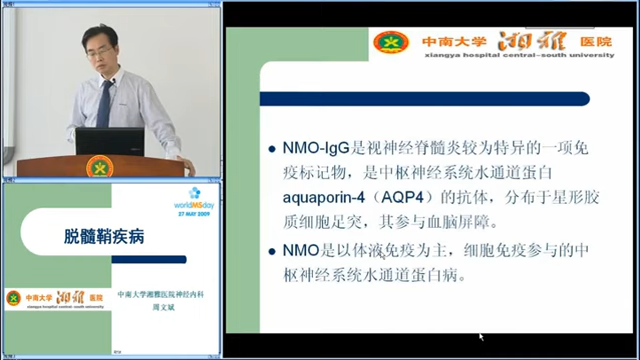 中南大学 湘雅 医院
xiangya hospital central-south university
NMO-IgG是视神经脊髓炎较为特异的一项免
疫标记物，是中枢神经系统水通道蛋白
aquaporin-4（AQP4）的抗体，分布于星形胶
质细胞足突，其参与血脑屏障。
NMO是以体液免疫为主，细胞免疫参与的中
枢神经系统水通道蛋白病。
worldMSday
27 MAY 2009
脱髓鞘疾病
中南大学 湘雅 医院
xiangya hospital central-south university
中南大学湘雅医院神经内科
周文斌